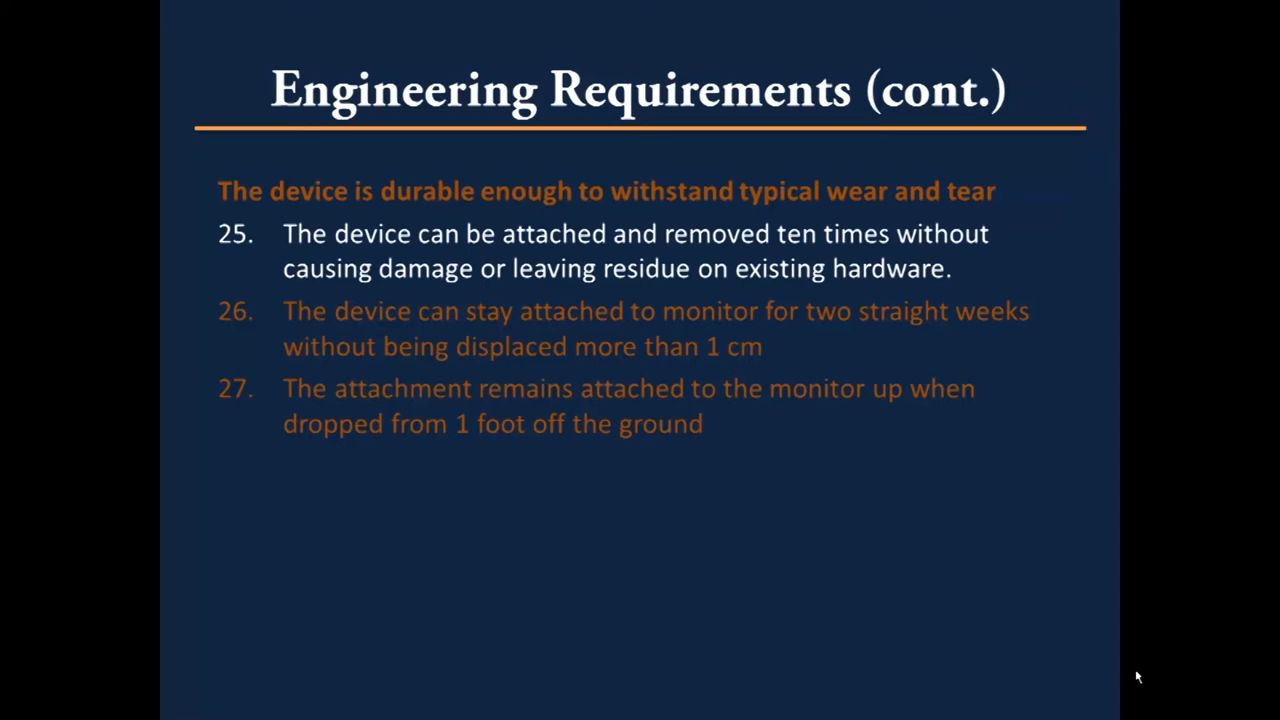 Engineering Requirements (cont.)
The device is durable enough to withstand typical wear and tear
25. The device can be attached and removed ten times without
causing damage or leaving residue on existing hardware.
26. The device can stay attached to monitor for two straight weeks
without being displaced more than 1 cm
27. The attachment remains attached to the monitor up when
dropped from 1 foot off the ground